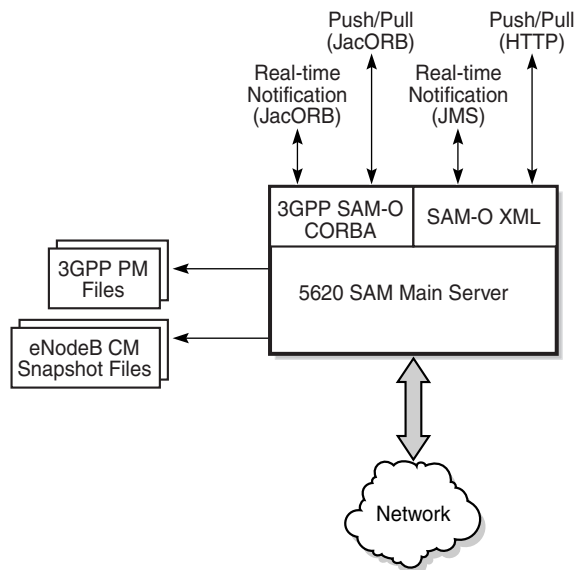 Push/Pull
(JacORB)
Push/Pull
(HTTP)
Real-time
Notification
(JacORB)
Real-time
Notification
(JMS)
3GPP SAM-O
CORBA
SAM-O XML
3GPP PM
Files
5620 SAM Main Server
eNodeB CM
Snapshot Files
Network